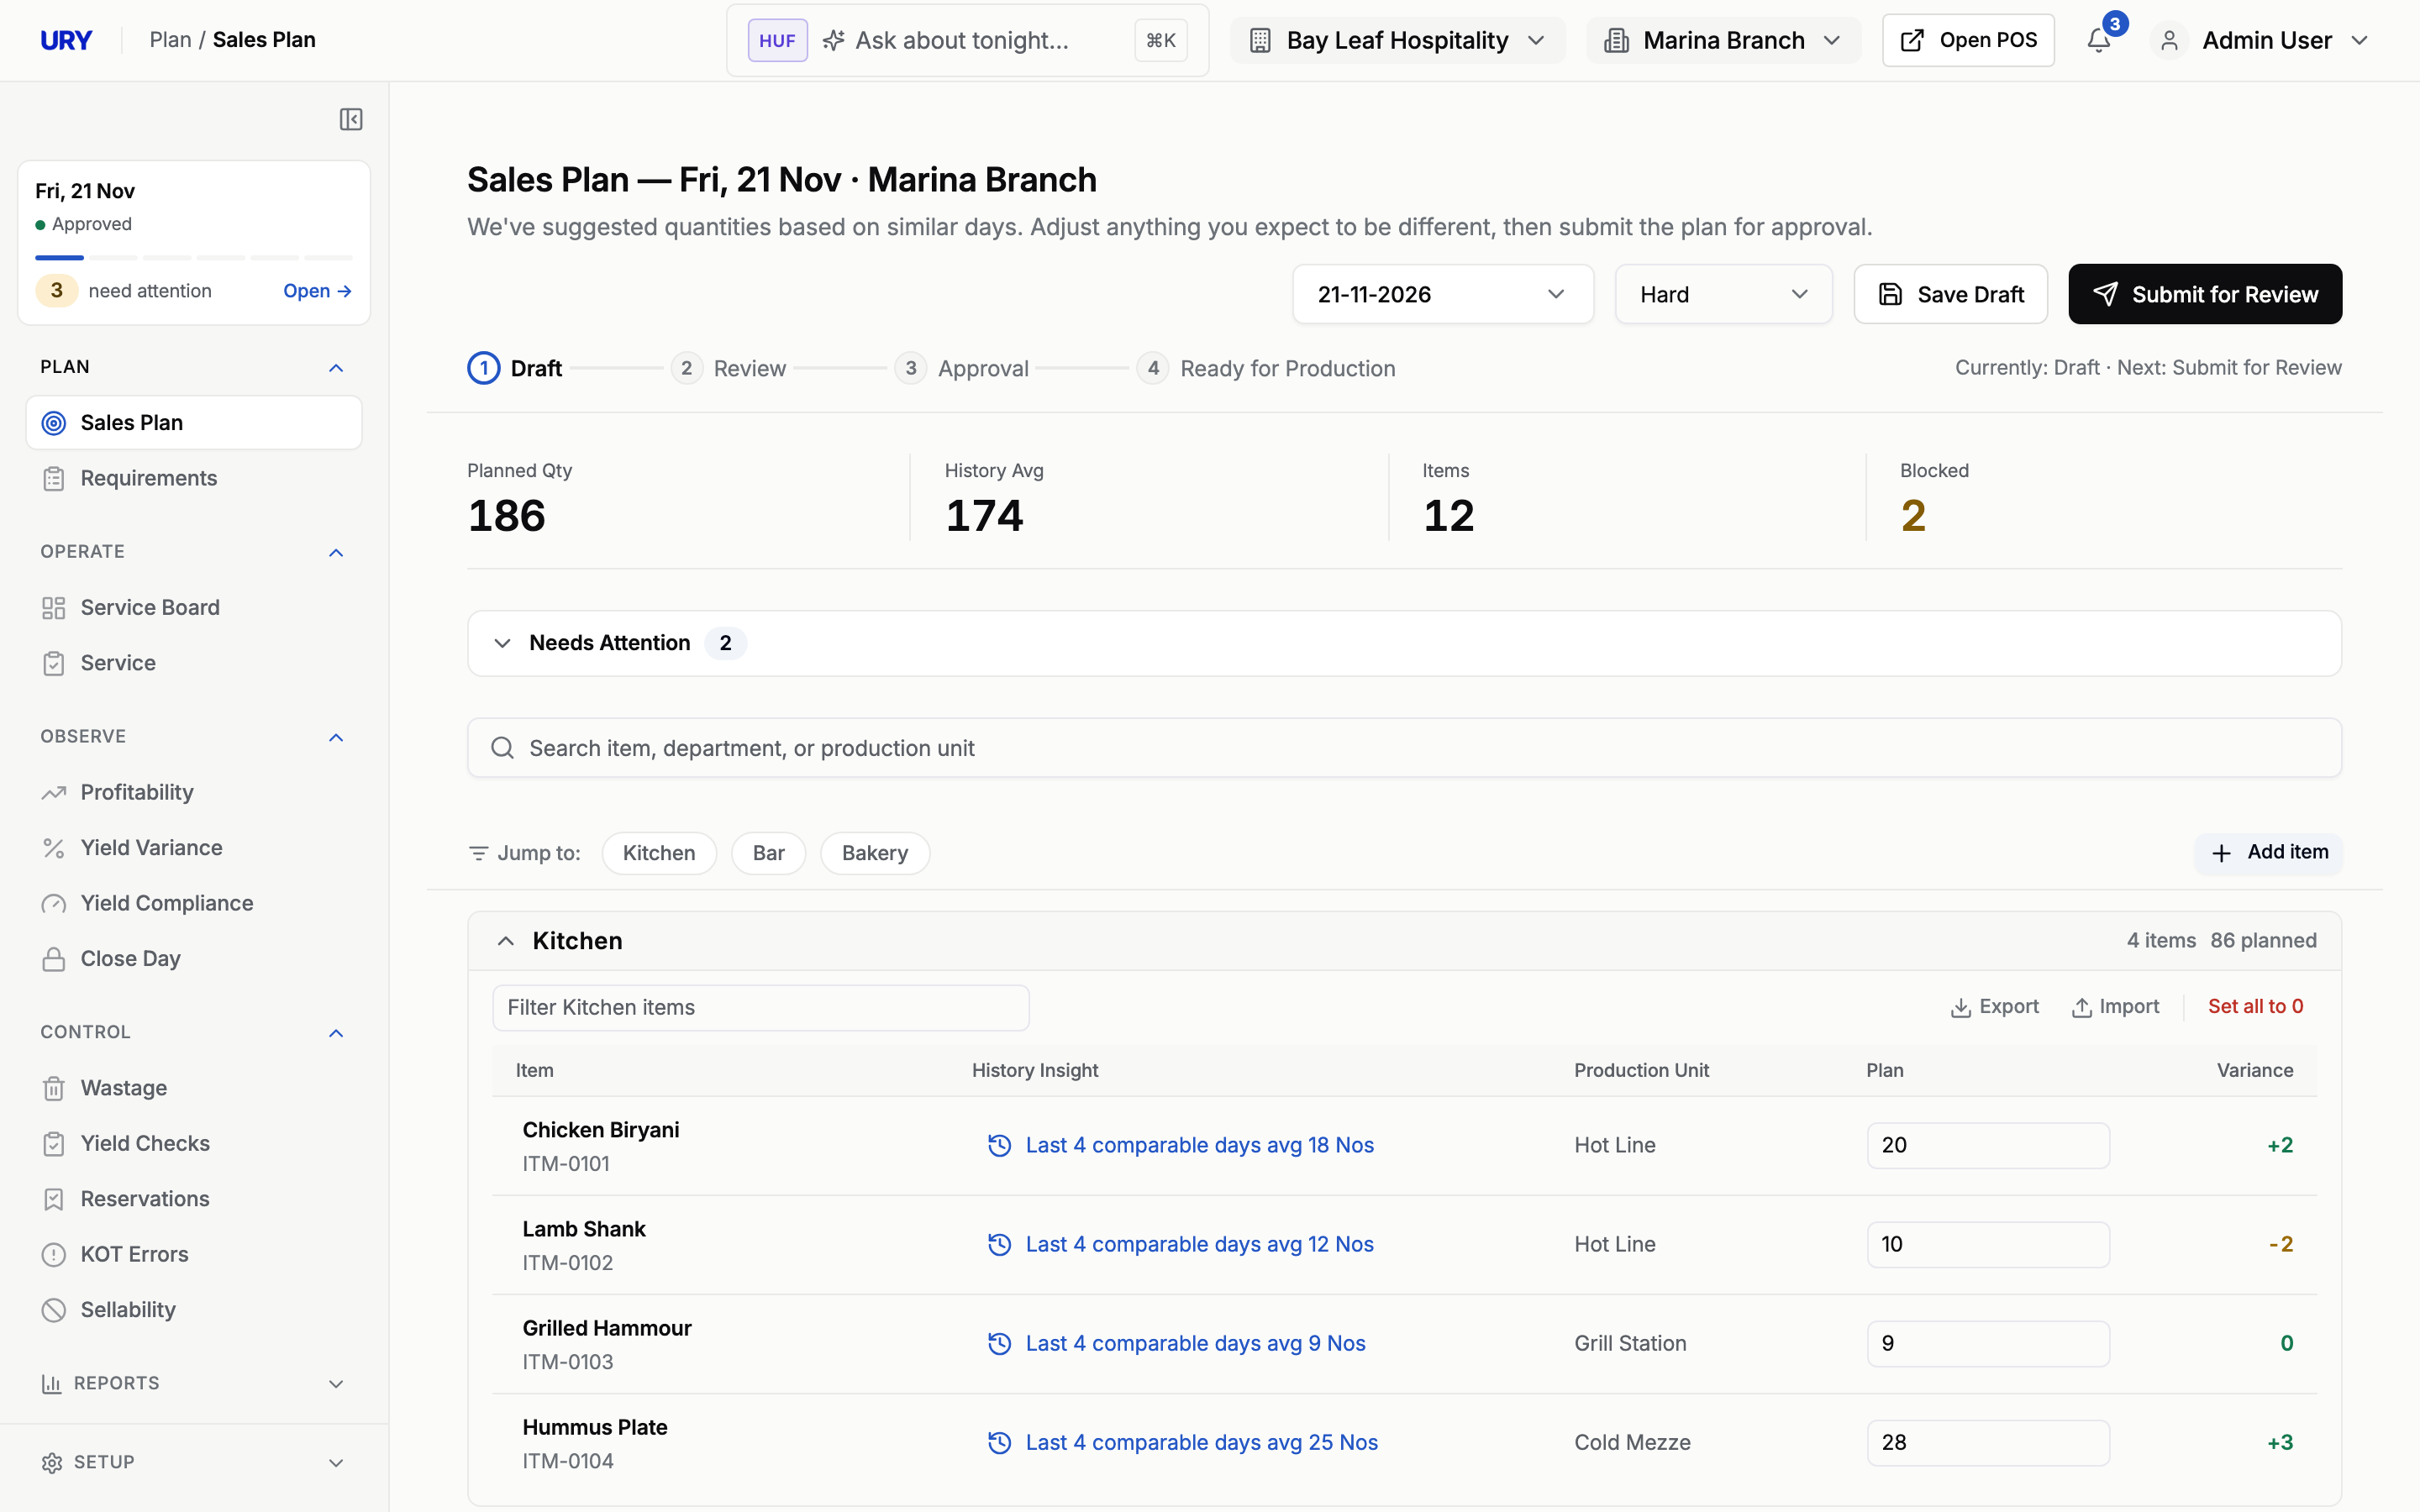 URY
Plan / Sales Plan
HUF
Ask about tonight...
⌘K
Bay Leaf Hospitality
Marina Branch
Open POS
3
Admin User
Fri, 21 Nov
Approved
3 need attention
Open →
PLAN
Sales Plan
Requirements
OPERATE
Service Board
Service
OBSERVE
Profitability
Yield Variance
Yield Compliance
Close Day
CONTROL
Wastage
Yield Checks
Reservations
KOT Errors
Sellability
REPORTS
SETUP
Sales Plan — Fri, 21 Nov · Marina Branch
We've suggested quantities based on similar days. Adjust anything you expect to be different, then submit the plan for approval.
21-11-2026
Hard
Save Draft
Submit for Review
1 Draft
2 Review
3 Approval
4 Ready for Production
Currently: Draft · Next: Submit for Review
Planned Qty
186
History Avg
174
Items
12
Blocked
2
Needs Attention 2
Search item, department, or production unit
Jump to: Kitchen Bar Bakery
Add item
Kitchen
4 items 86 planned
Filter Kitchen items
Export
Import
Set all to 0
Item History Insight Production Unit Plan Variance
Chicken Biryani
ITM-0101
Last 4 comparable days avg 18 Nos
Hot Line
20
+2
Lamb Shank
ITM-0102
Last 4 comparable days avg 12 Nos
Hot Line
10
-2
Grilled Hammour
ITM-0103
Last 4 comparable days avg 9 Nos
Grill Station
9
0
Hummus Plate
ITM-0104
Last 4 comparable days avg 25 Nos
Cold Mezze
28
+3